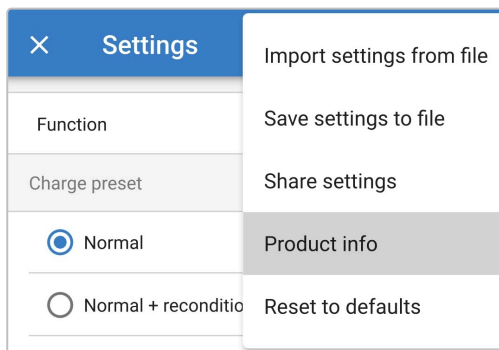 Settings
Import settings from file
Save settings to file
Function
Share settings
Charge preset
Normal
Product info
Normal + reconditio
Reset to defaults